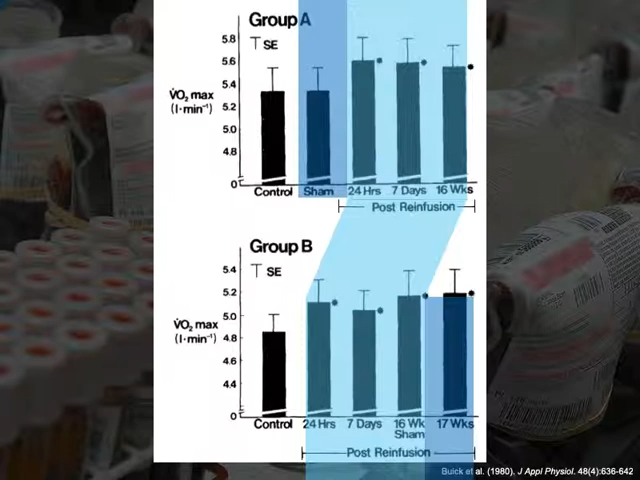 Group A
SE
5.8
5.6
5.4
V̇O₂ max
(l·min⁻¹)
5.2
5.0
4.8
0
Control Sham 24 Hrs 7 Days 16 Wks
Post Reinfusion
Group B
SE
5.4
5.2
V̇O₂ max
(l·min⁻¹)
5.0
4.8
4.6
4.4
0
Control 24 Hrs 7 Days 16 Wk Sham 17 Wks
Post Reinfusion
Buick et al. (1980). J Appl Physiol. 48(4):636-642